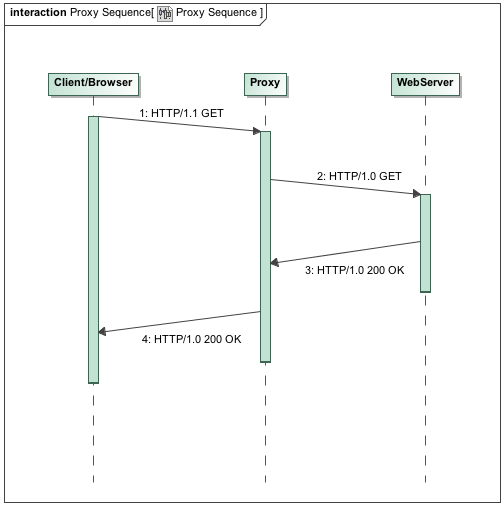 interaction Proxy Sequence[ Proxy Sequence ]
Client/Browser Proxy WebServer
1: HTTP/1.1 GET
2: HTTP/1.0 GET
3: HTTP/1.0 200 OK
4: HTTP/1.0 200 OK